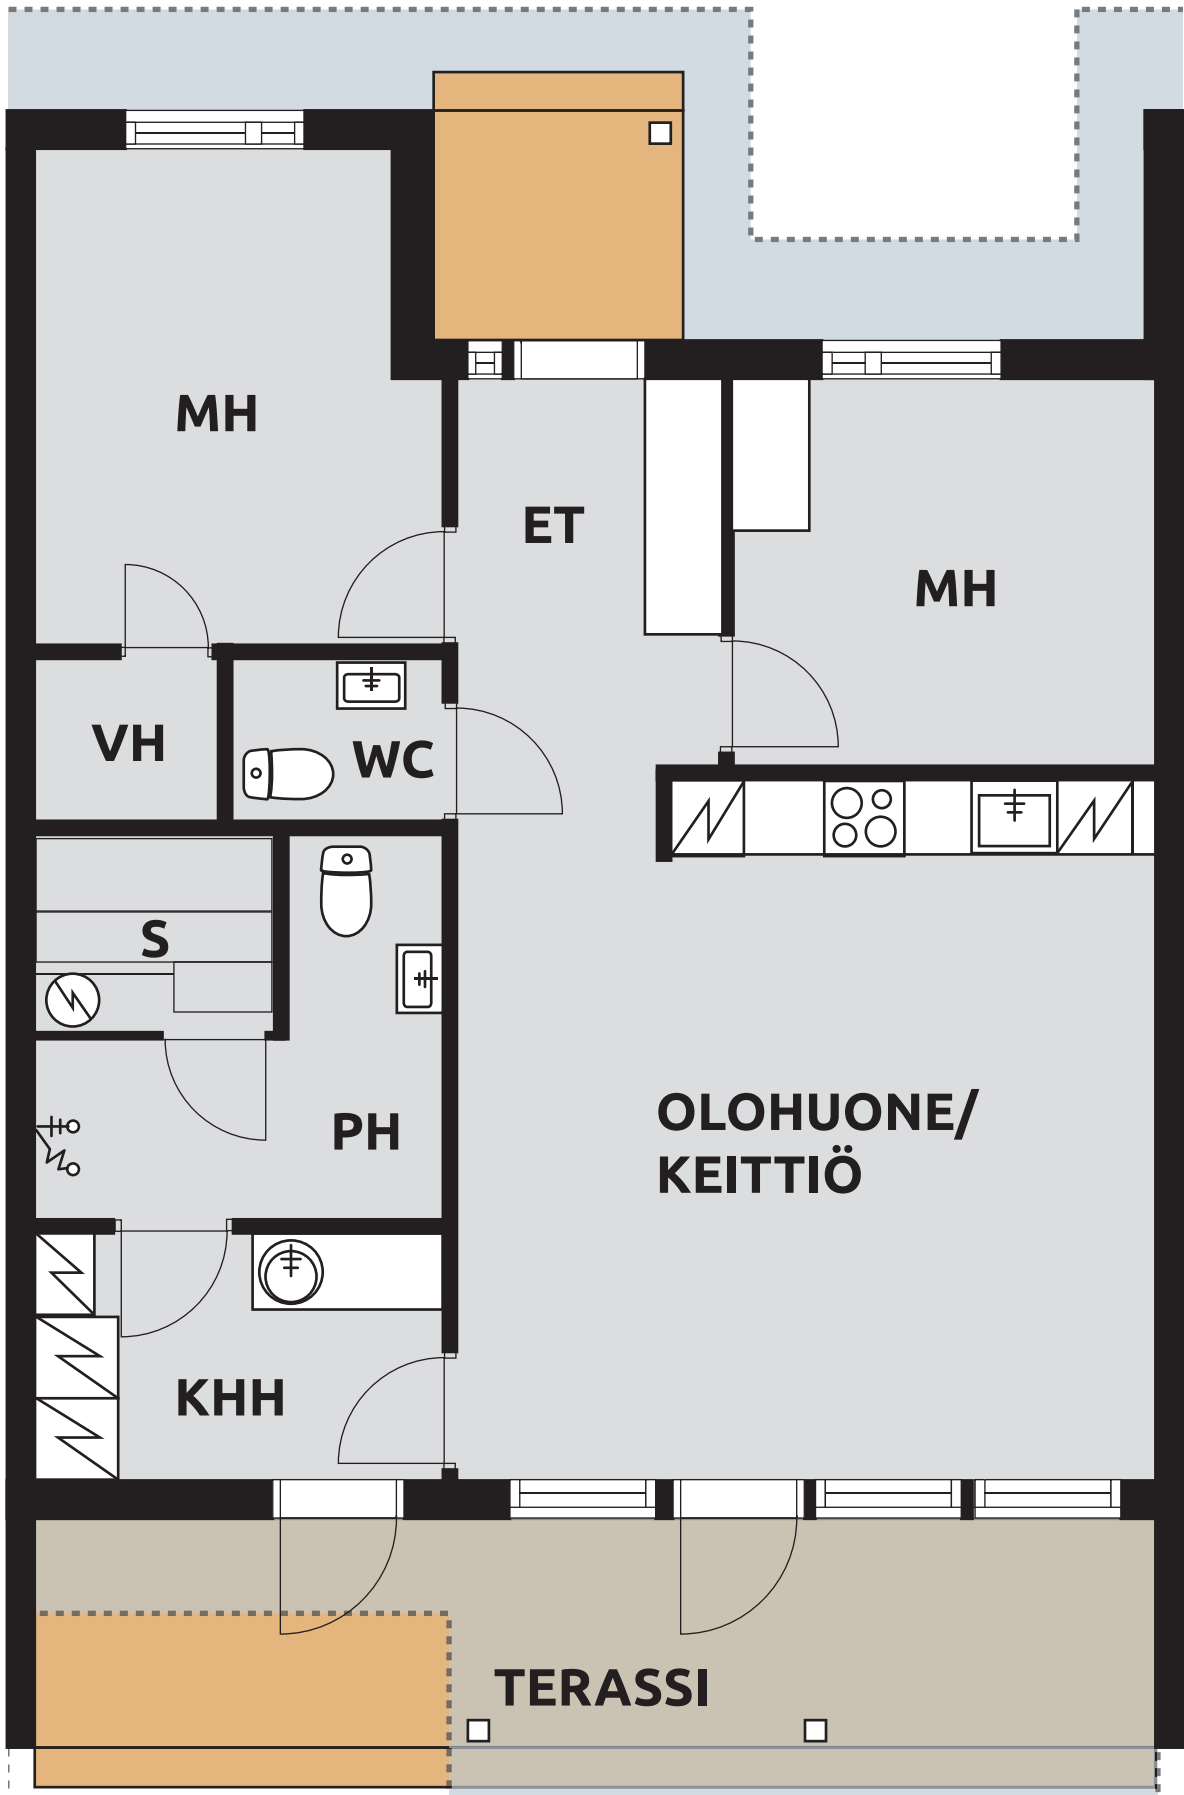 MH
ET
MH
VH
WC
S
PH
OLOHUONE/
KEITTIÖ
KHH
TERASSI